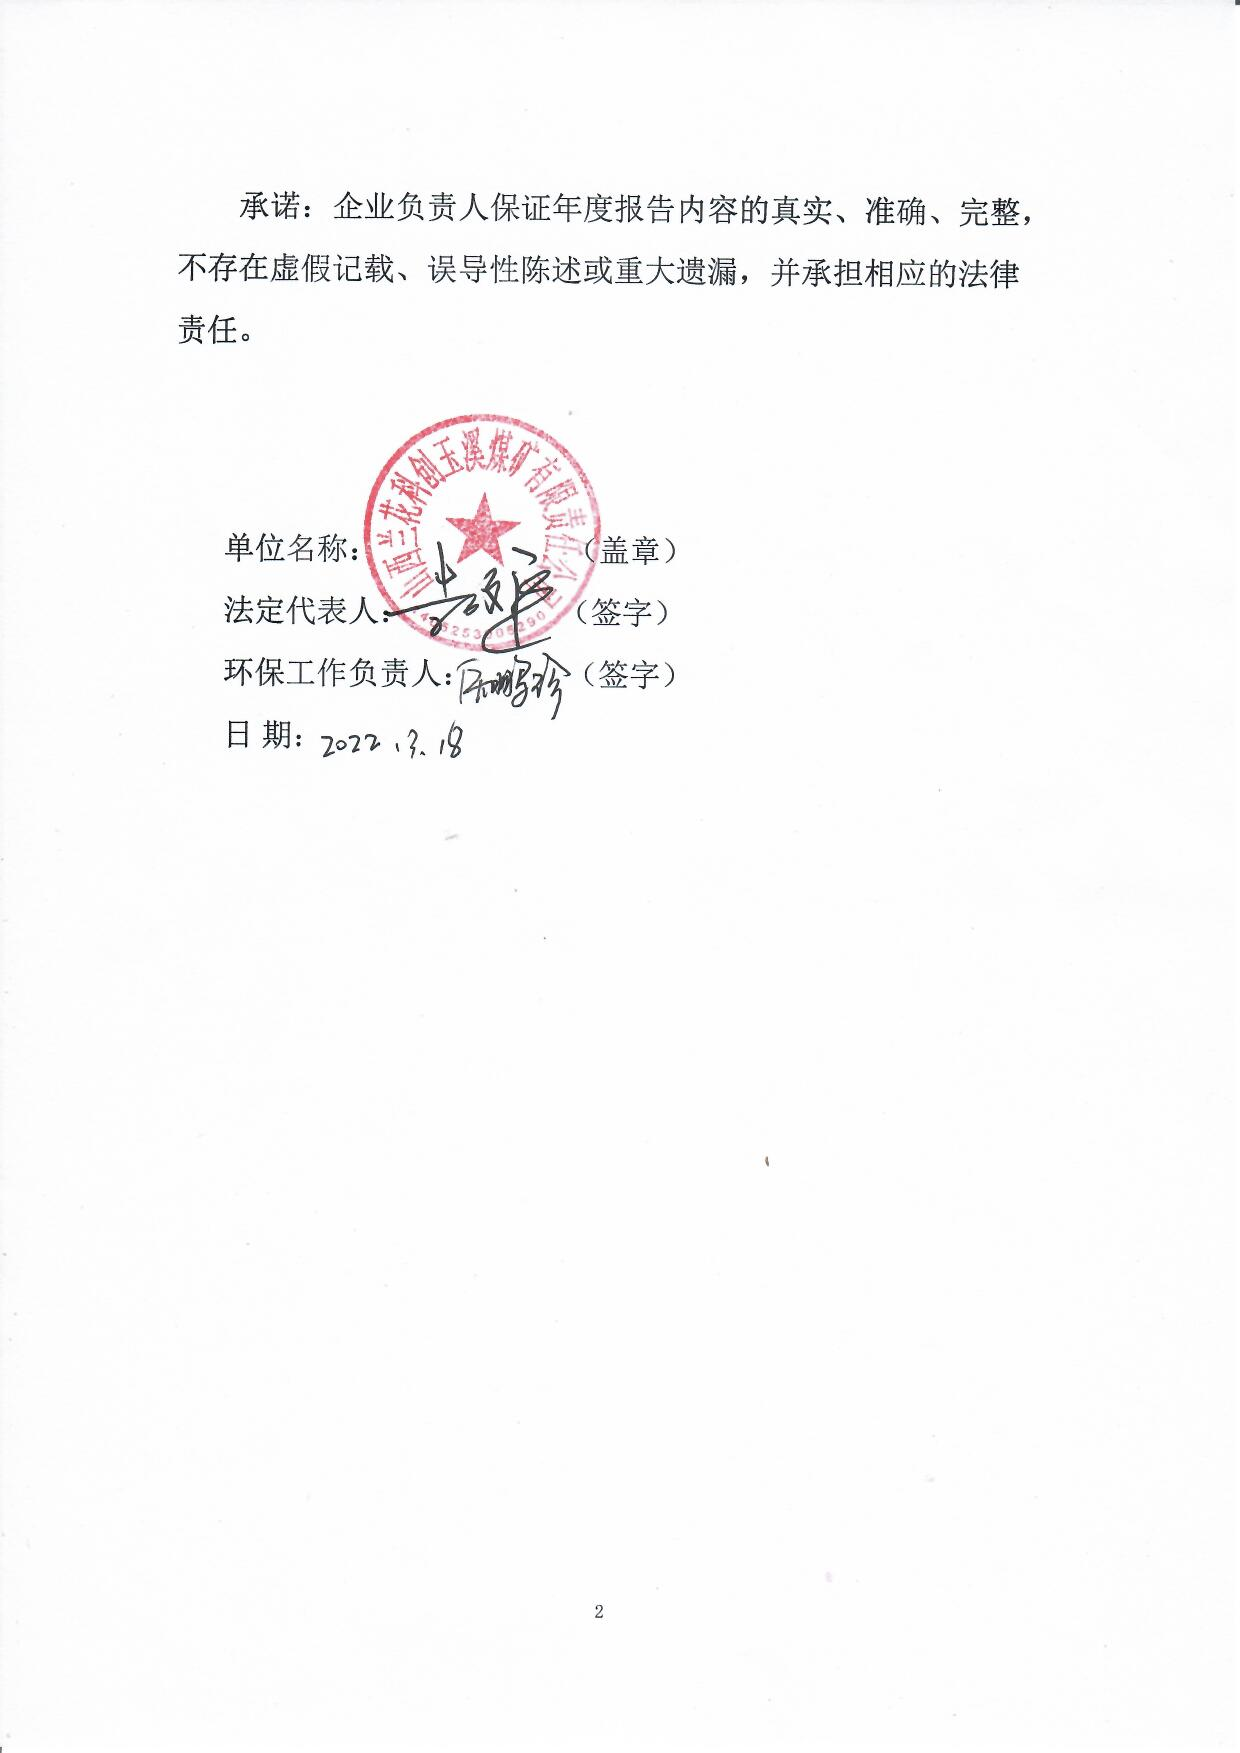 承诺：企业负责人保证年度报告内容的真实、准确、完整，
不存在虚假记载、误导性陈述或重大遗漏，并承担相应的法律
责任。
山西兰花科创玉溪煤矿有限责任公司
单位名称：（盖章）
法定代表人：（签字）
环保工作负责人：（签字）
日 期：2022.3.18
2